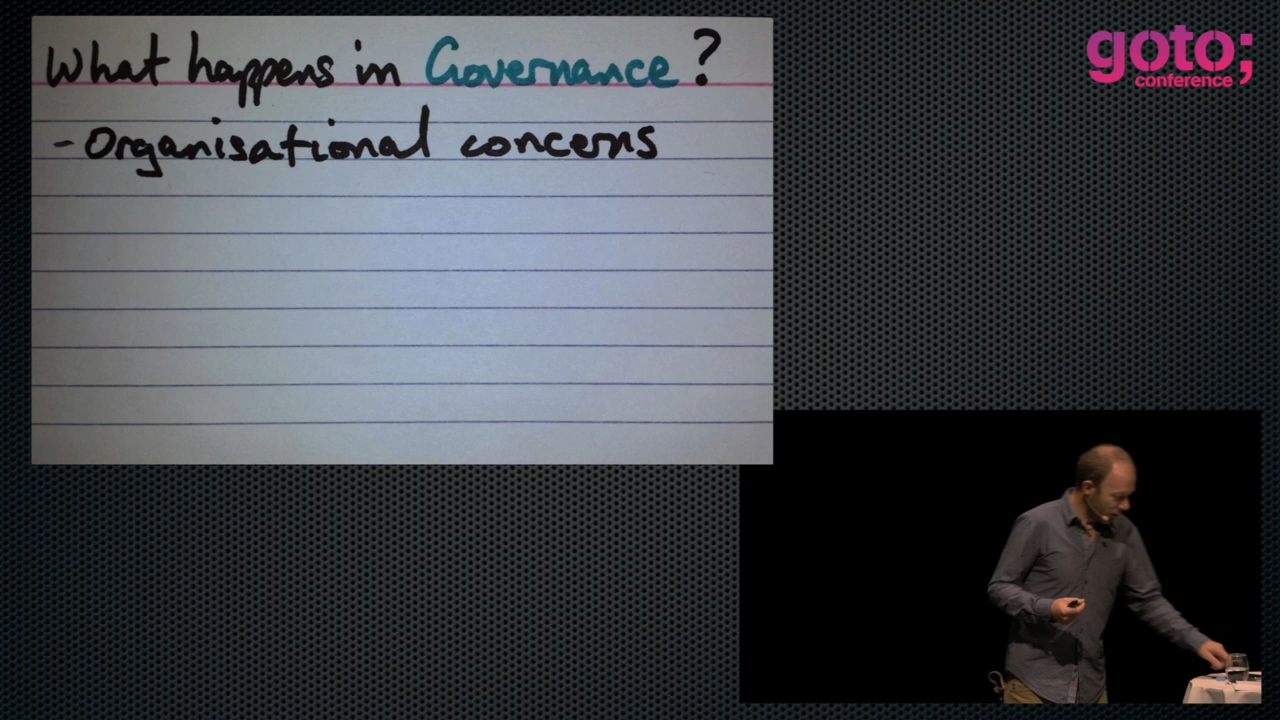 What happens in Governance?
- Organisational concerns
goto;
conference